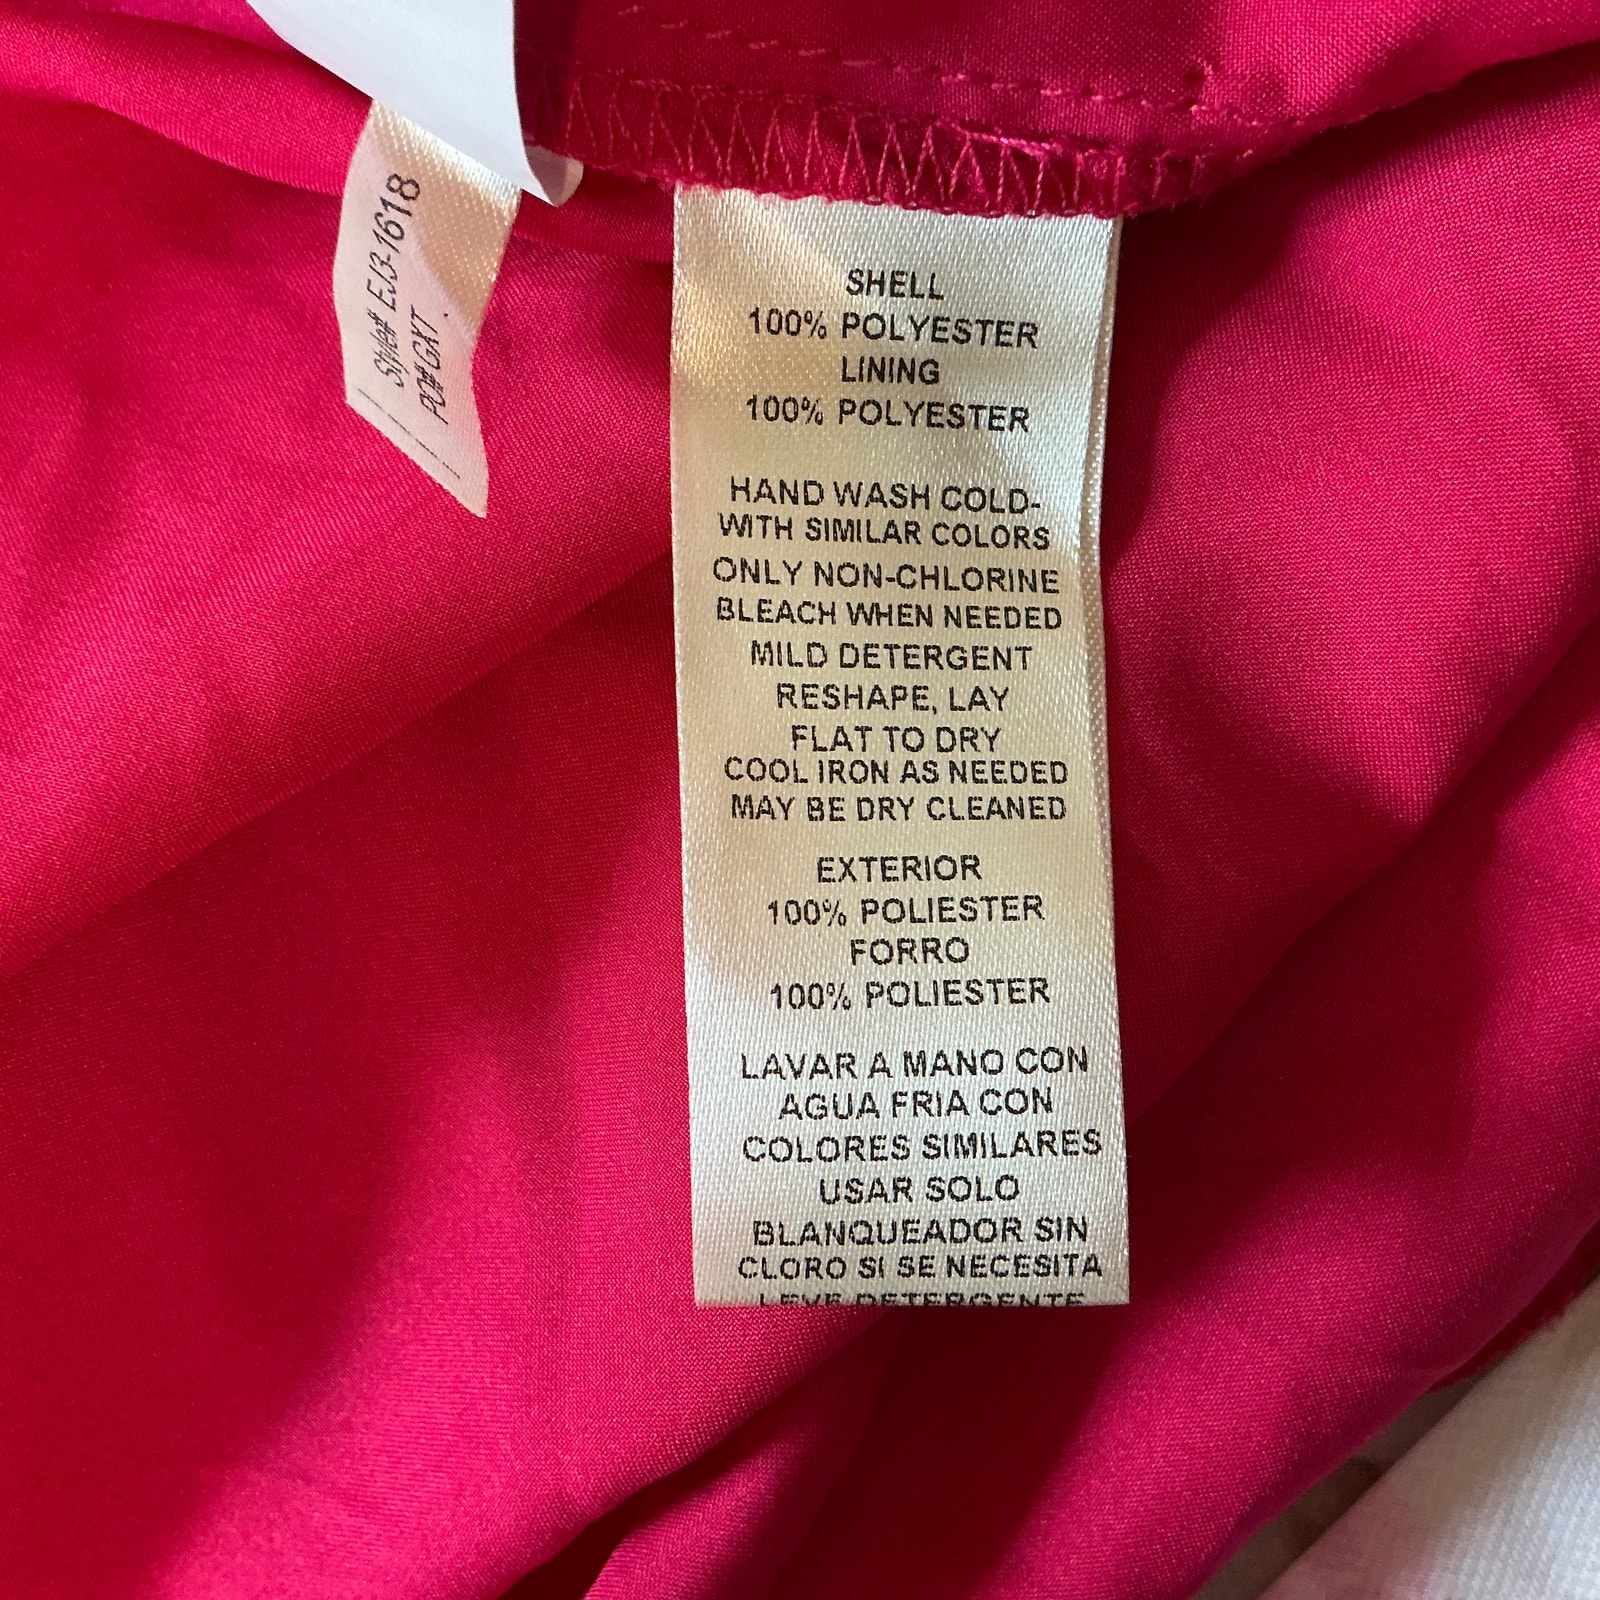 Style# EJ3-1618
PO#GXT
SHELL
100% POLYESTER
LINING
100% POLYESTER
HAND WASH COLD-
WITH SIMILAR COLORS
ONLY NON-CHLORINE
BLEACH WHEN NEEDED
MILD DETERGENT
RESHAPE, LAY
FLAT TO DRY
COOL IRON AS NEEDED
MAY BE DRY CLEANED
EXTERIOR
100% POLIESTER
FORRO
100% POLIESTER
LAVAR A MANO CON
AGUA FRIA CON
COLORES SIMILARES
USAR SOLO
BLANQUEADOR SIN
CLORO SI SE NECESITA
LEVE DETERGENTE